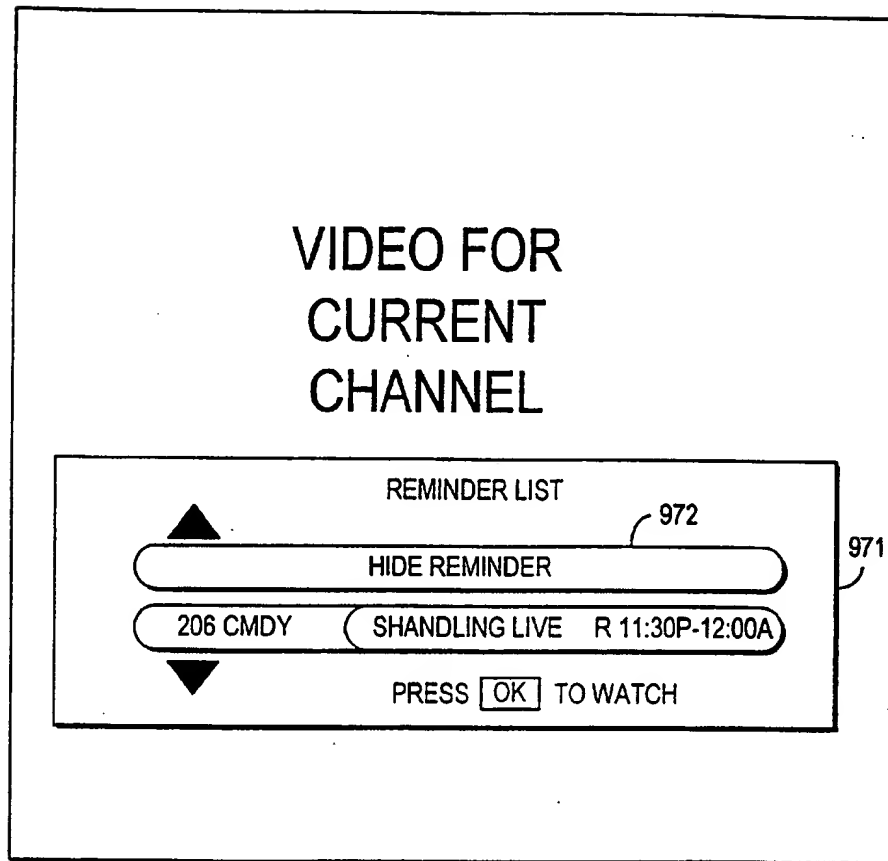 VIDEO FOR
CURRENT
CHANNEL
REMINDER LIST
972
971
HIDE REMINDER
206 CMDY SHANDLING LIVE R 11:30P-12:00A
PRESS OK TO WATCH